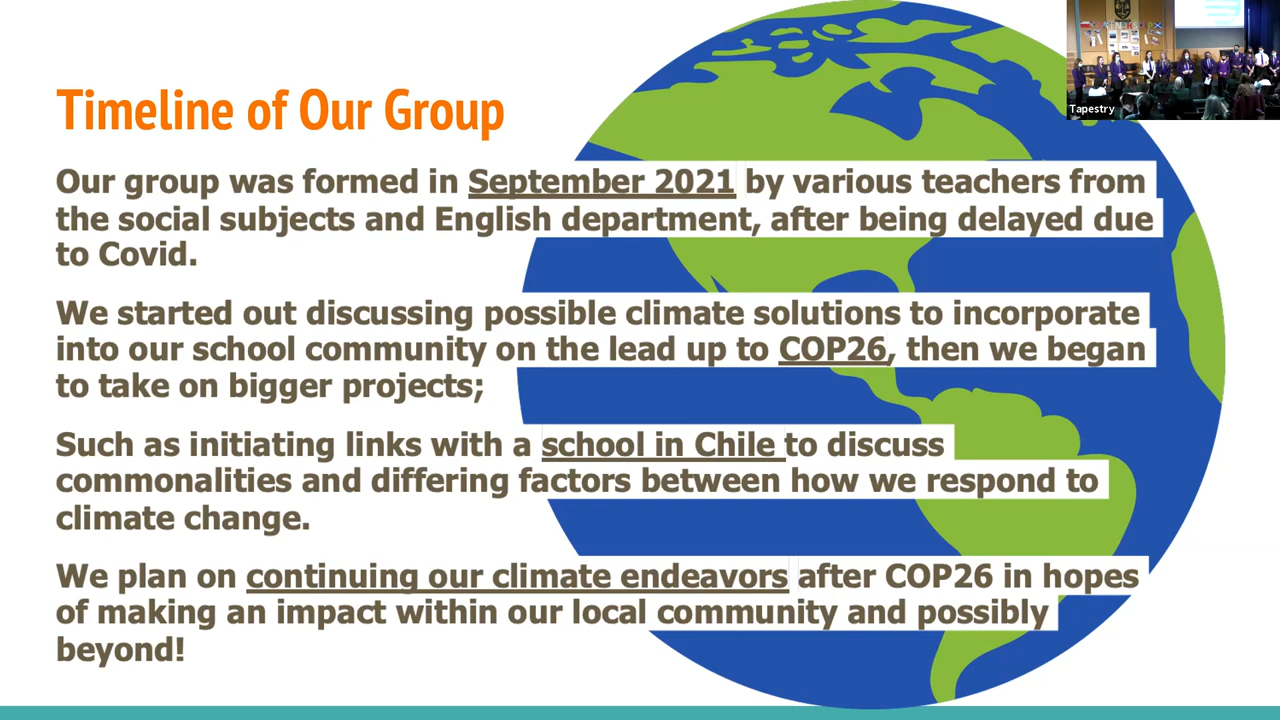 Timeline of Our Group
Our group was formed in September 2021 by various teachers from
the social subjects and English department, after being delayed due
to Covid.
We started out discussing possible climate solutions to incorporate
into our school community on the lead up to COP26, then we began
to take on bigger projects;
Such as initiating links with a school in Chile to discuss
commonalities and differing factors between how we respond to
climate change.
We plan on continuing our climate endeavors after COP26 in hopes
of making an impact within our local community and possibly
beyond!
Tapestry